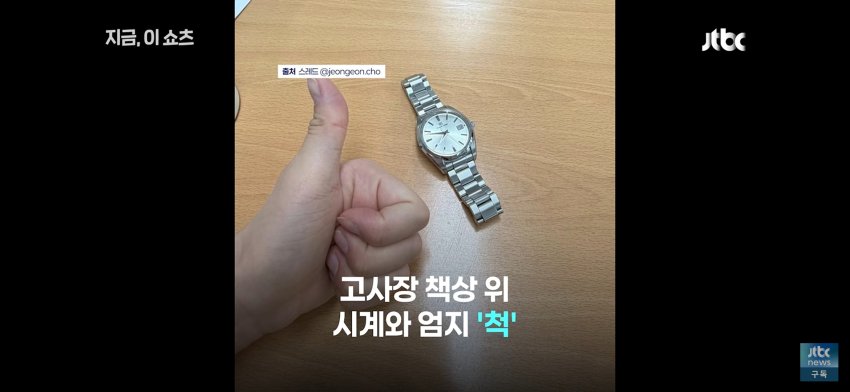 지금, 이 쇼츠
jtbc
출처 스레드 @jeongeon.cho
고사장 책상 위
시계와 엄지 '척'
jtbc
news
구독